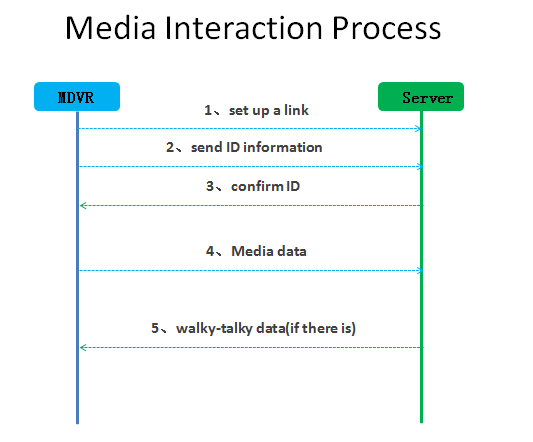 Media Interaction Process
MDVR
Server
1、set up a link
2、send ID information
3、confirm ID
4、Media data
5、walky-talky data(if there is)